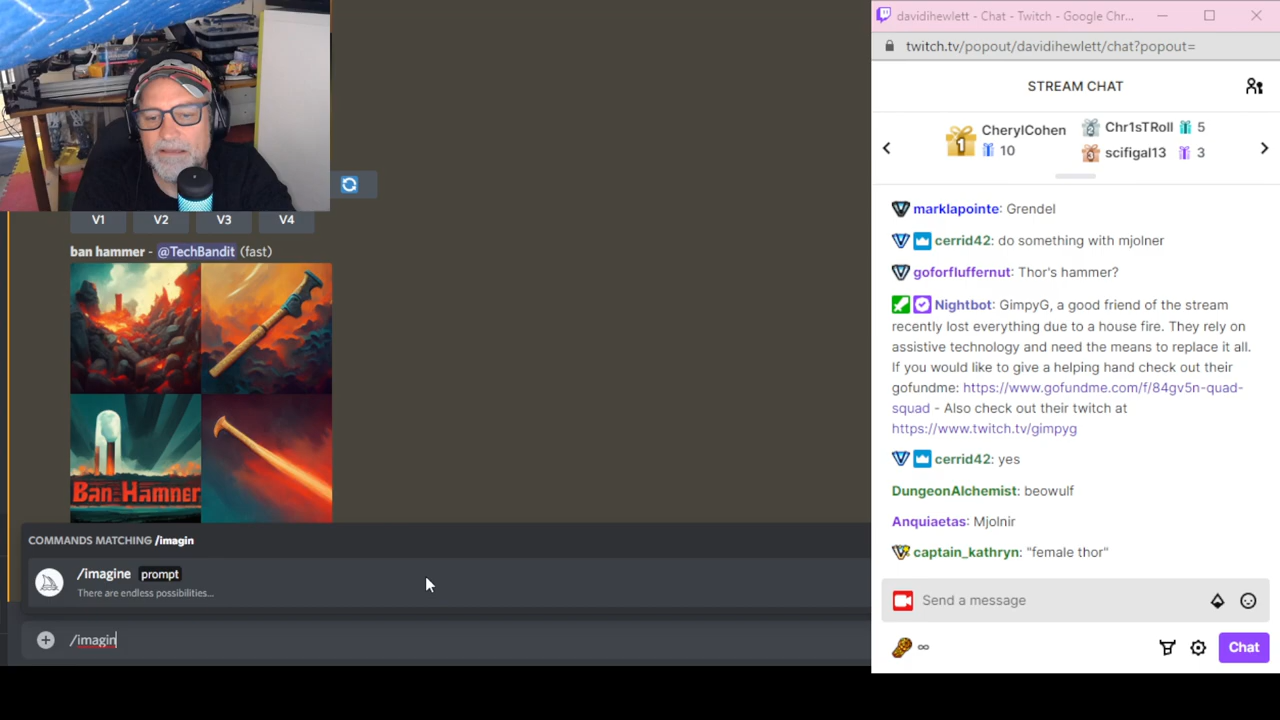 V1 V2 V3 V4
ban hammer - @TechBandit (fast)
Ban Hamner
COMMANDS MATCHING /imagin
/imagine prompt
There are endless possibilities...
/imagin
davidihewlett - Chat - Twitch - Google Chr...
twitch.tv/popout/davidihewlett/chat?popout=
STREAM CHAT
1 CherylCohen 10
2 Chr1sTRoll 5
3 scifigal13 3
marklapointe: Grendel
cerrid42: do something with mjolner
goforfluffernut: Thor's hammer?
Nightbot: GimpyG, a good friend of the stream
recently lost everything due to a house fire. They rely on
assistive technology and need the means to replace it all.
If you would like to give a helping hand check out their
gofundme: https://www.gofundme.com/f/84gv5n-quad-
squad - Also check out their twitch at
https://www.twitch.tv/gimpyg
cerrid42: yes
DungeonAlchemist: beowulf
Anquiaetas: Mjolnir
captain_kathryn: "female thor"
Send a message
∞ Chat